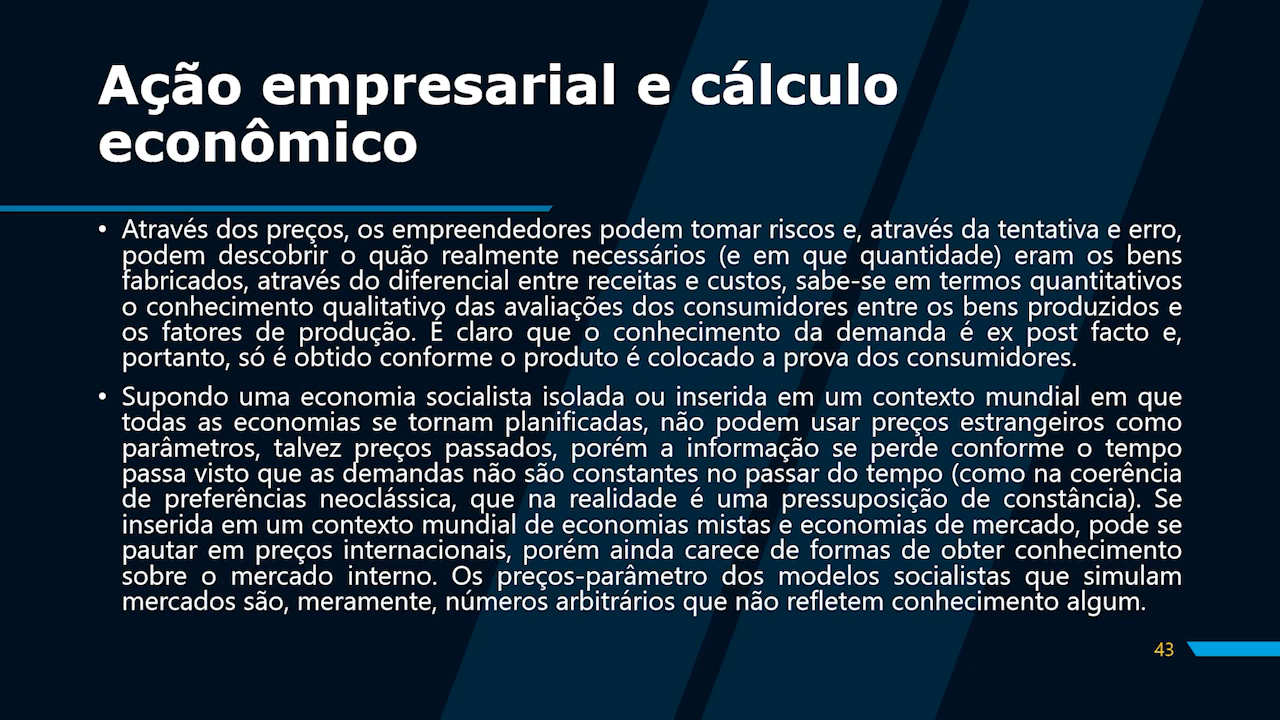 Ação empresarial e cálculo
econômico
• Através dos preços, os empreendedores podem tomar riscos e, através da tentativa e erro,
podem descobrir o quão realmente necessários (e em que quantidade) eram os bens
fabricados, através do diferencial entre receitas e custos, sabe-se em termos quantitativos
o conhecimento qualitativo das avaliações dos consumidores entre os bens produzidos e
os fatores de produção. É claro que o conhecimento da demanda é ex post facto e,
portanto, só é obtido conforme o produto é colocado a prova dos consumidores.
• Supondo uma economia socialista isolada ou inserida em um contexto mundial em que
todas as economias se tornam planificadas, não podem usar preços estrangeiros como
parâmetros, talvez preços passados, porém a informação se perde conforme o tempo
passa visto que as demandas não são constantes no passar do tempo (como na coerência
de preferências neoclássica, que na realidade é uma pressuposição de constância). Se
inserida em um contexto mundial de economias mistas e economias de mercado, pode se
pautar em preços internacionais, porém ainda carece de formas de obter conhecimento
sobre o mercado interno. Os preços-parâmetro dos modelos socialistas que simulam
mercados são, meramente, números arbitrários que não refletem conhecimento algum.
43